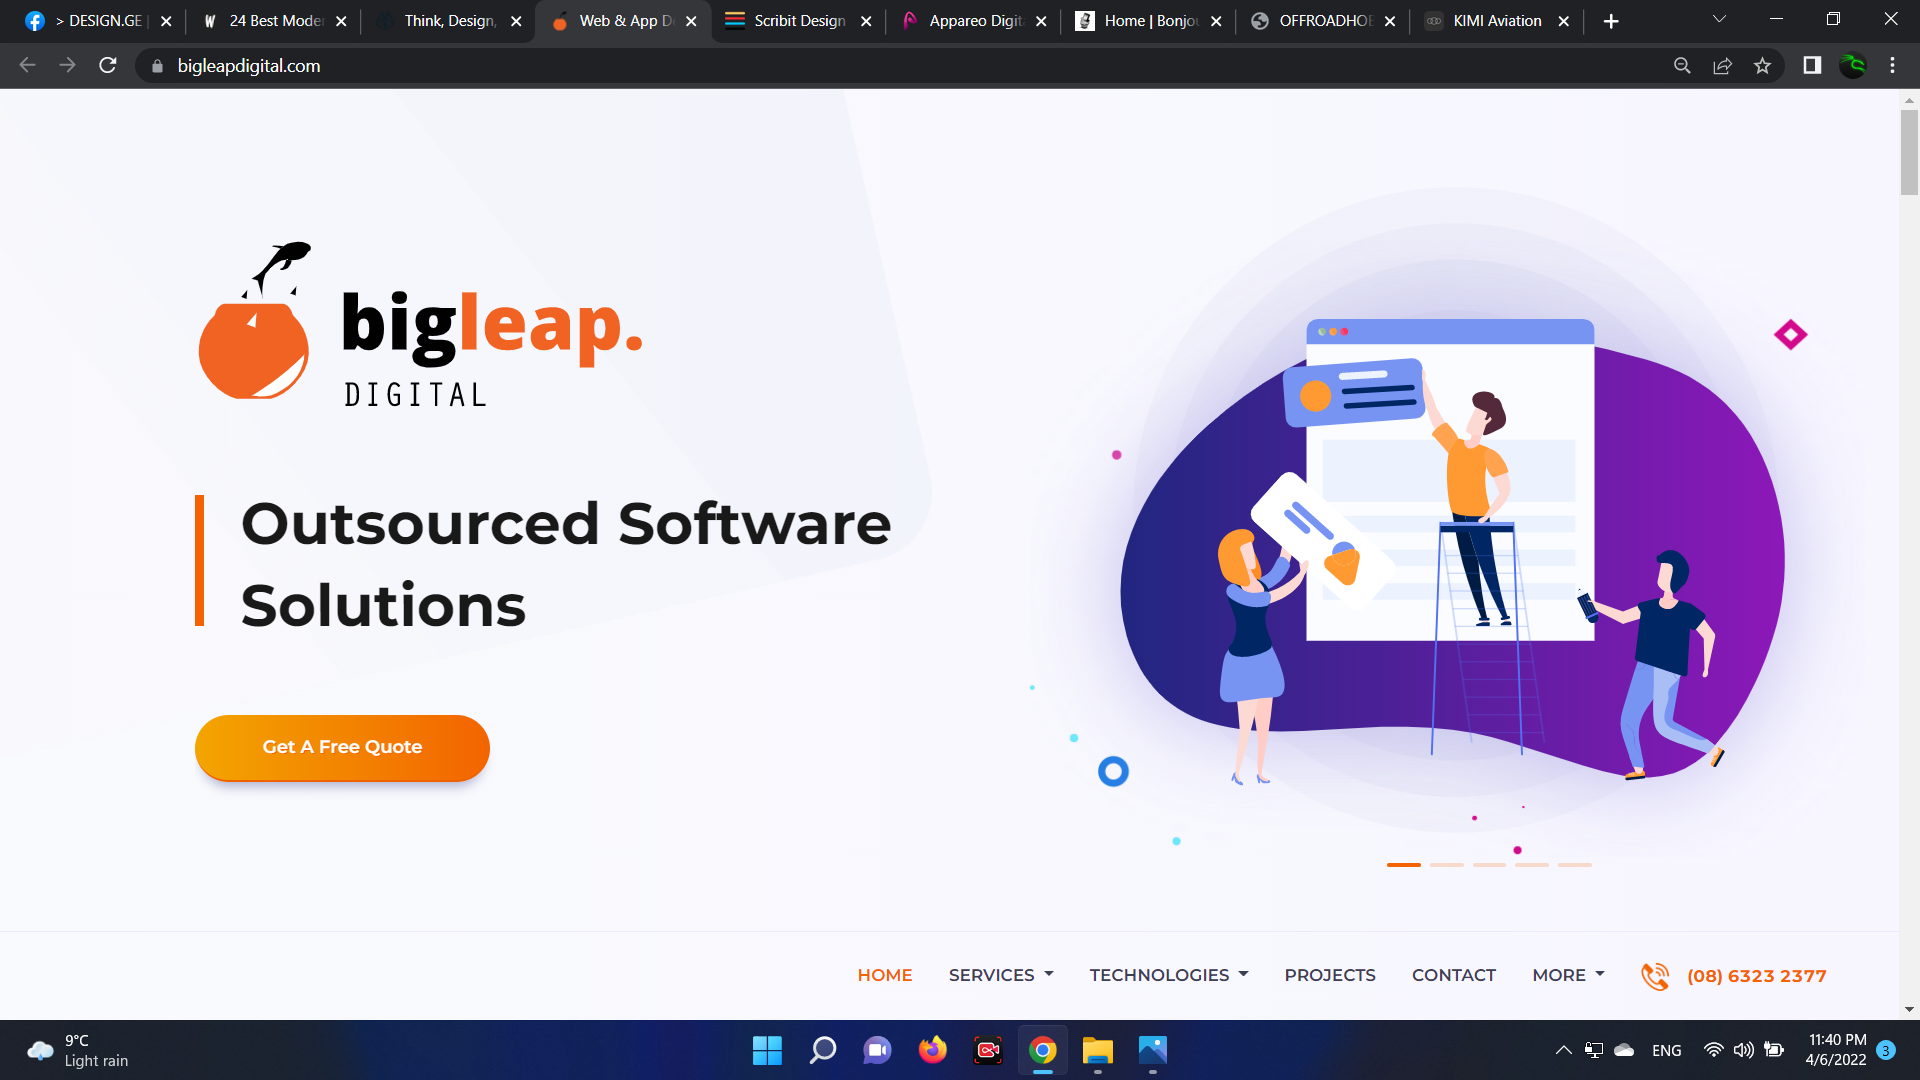 > DESIGN.GE
24 Best Moder
Think, Design,
Web & App D
Scribit Design
Appareo Digit
Home | Bonjou
OFFROADHOB
KIMI Aviation
bigleapdigital.com
bigleap.
DIGITAL
Outsourced Software
Solutions
Get A Free Quote
HOME SERVICES TECHNOLOGIES PROJECTS CONTACT MORE (08) 6323 2377
9°C
Light rain
ENG
11:40 PM
4/6/2022
3